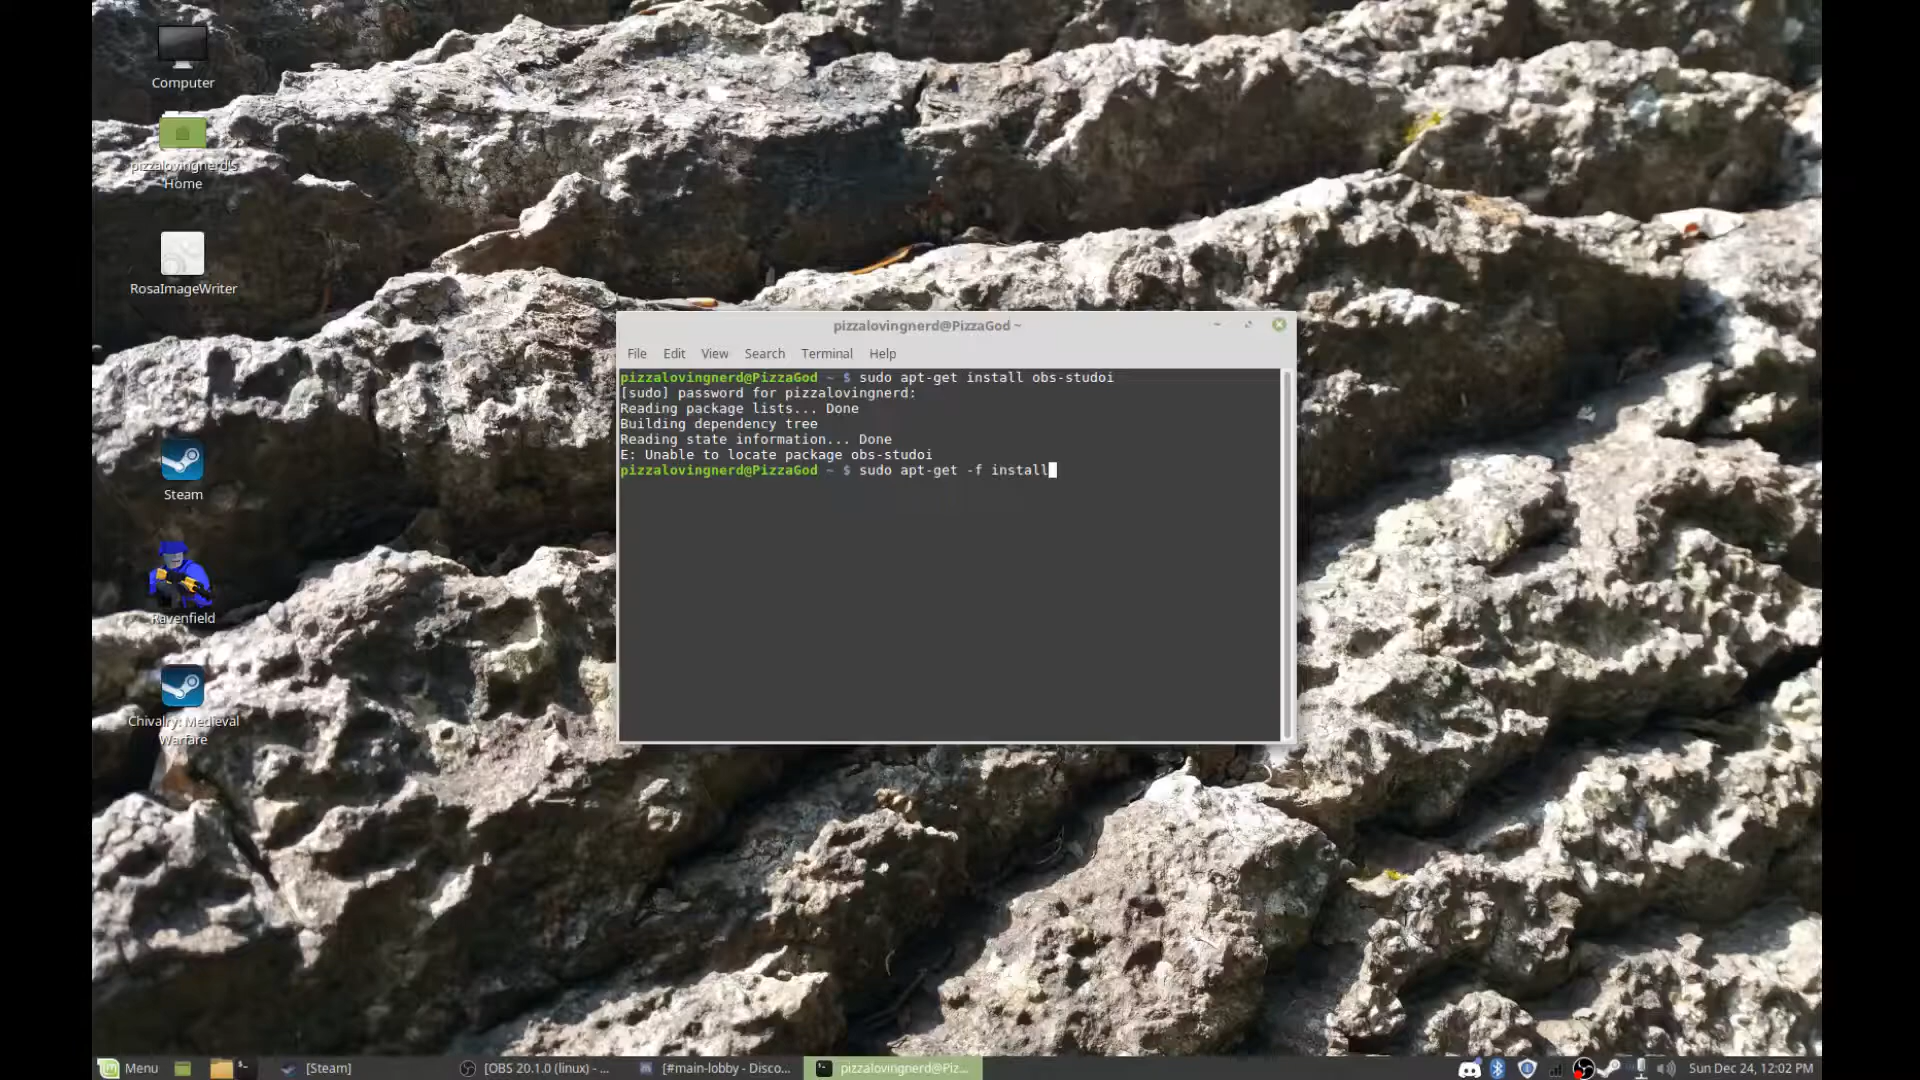 Computer
pizzalovingnerd's
Home
RosaImageWriter
Steam
Ravenfield
Chivalry: Medieval
Warfare
pizzalovingnerd@PizzaGod ~
File Edit View Search Terminal Help
pizzalovingnerd@PizzaGod ~ $ sudo apt-get install obs-studoi
[sudo] password for pizzalovingnerd:
Reading package lists... Done
Building dependency tree
Reading state information... Done
E: Unable to locate package obs-studoi
pizzalovingnerd@PizzaGod ~ $ sudo apt-get -f install
Menu [Steam] [OBS 20.1.0 (linux) - ... [#main-lobby - Disco... pizzalovingnerd@Piz... Sun Dec 24, 12:02 PM